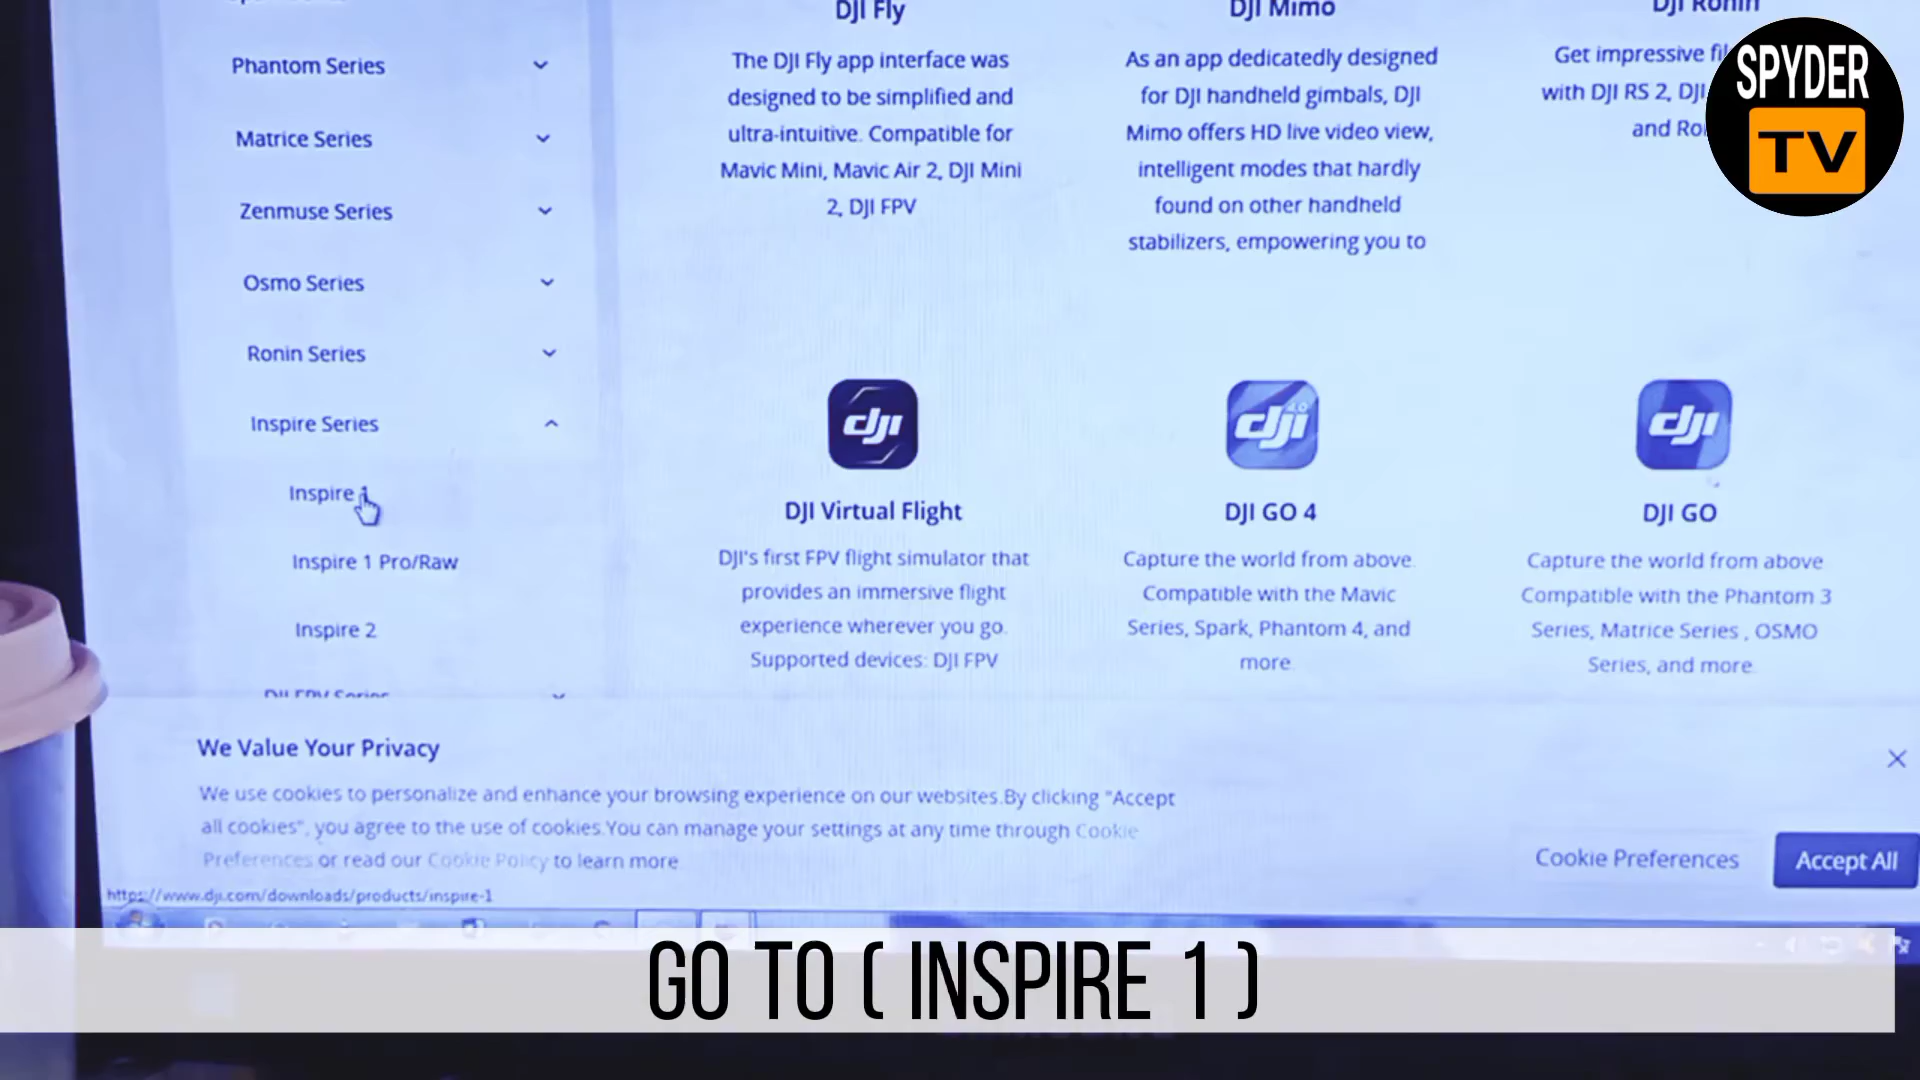 Phantom Series
Matrice Series
Zenmuse Series
Osmo Series
Ronin Series
Inspire Series
Inspire 1
Inspire 1 Pro/Raw
Inspire 2
DJI FPV Series
DJI Fly
The DJI Fly app interface was
designed to be simplified and
ultra-intuitive. Compatible for
Mavic Mini, Mavic Air 2, DJI Mini
2, DJI FPV
DJI Mimo
As an app dedicatedly designed
for DJI handheld gimbals, DJI
Mimo offers HD live video view,
intelligent modes that hardly
found on other handheld
stabilizers, empowering you to
DJI Ronin
Get impressive
with DJI RS 2, DJI
and
SPYDER
TV
dji
DJI Virtual Flight
DJI's first FPV flight simulator that
provides an immersive flight
experience wherever you go.
Supported devices: DJI FPV
dji 4.0
DJI GO 4
Capture the world from above.
Compatible with the Mavic
Series, Spark, Phantom 4, and
more.
dji
DJI GO
Capture the world from above
Compatible with the Phantom 3
Series, Matrice Series , OSMO
Series, and more.
We Value Your Privacy
We use cookies to personalize and enhance your browsing experience on our websites.By clicking "Accept
all cookies", you agree to the use of cookies.You can manage your settings at any time through Cookie
Preferences or read our Cookie Policy to learn more
Cookie Preferences
Accept All
https://www.dji.com/downloads/products/inspire-1
GO TO ( INSPIRE 1 )